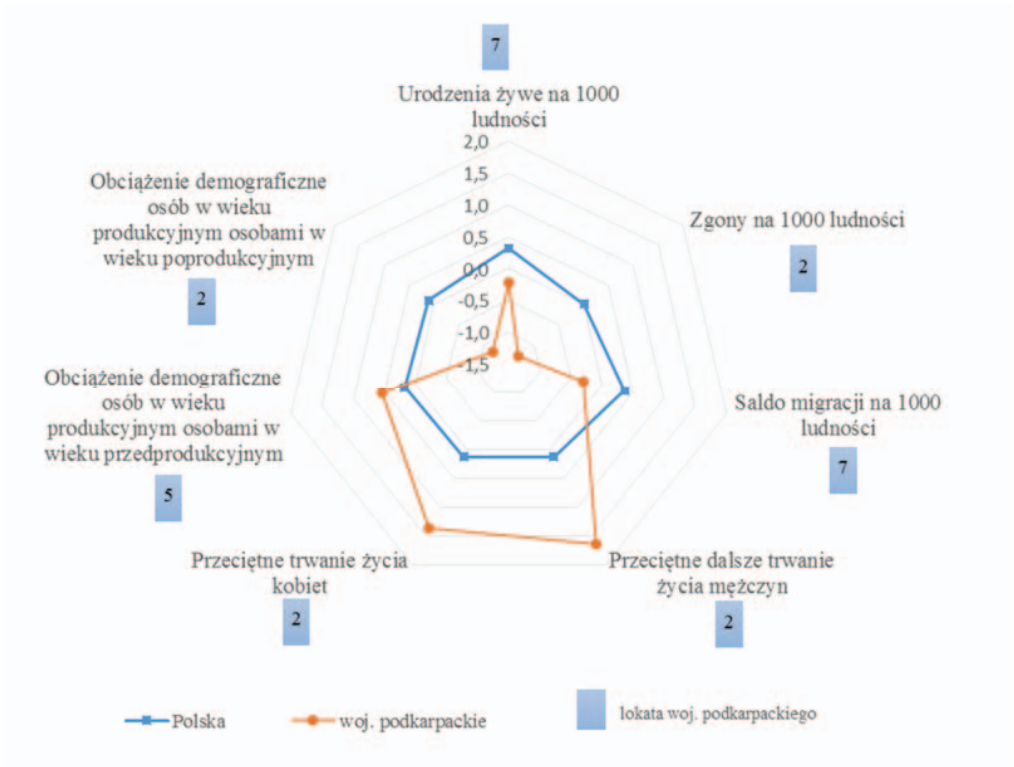 7
Urodzenia żywe na 1000
ludności
2,0
1,5
1,0
0,5
0,0
-0,5
-1,0
-1,5
Zgony na 1000 ludności
2
Saldo migracji na 1000
ludności
7
Przeciętne dalsze trwanie
życia mężczyn
2
Przeciętne trwanie życia
kobiet
2
Obciążenie demograficzne
osób w wieku
produkcyjnym osobami w
wieku przedprodukcyjnym
5
Obciążenie demograficzne
osób w wieku
produkcyjnym osobami w
wieku poprodukcyjnym
2
Polska
woj. podkarpackie
lokata woj. podkarpackiego